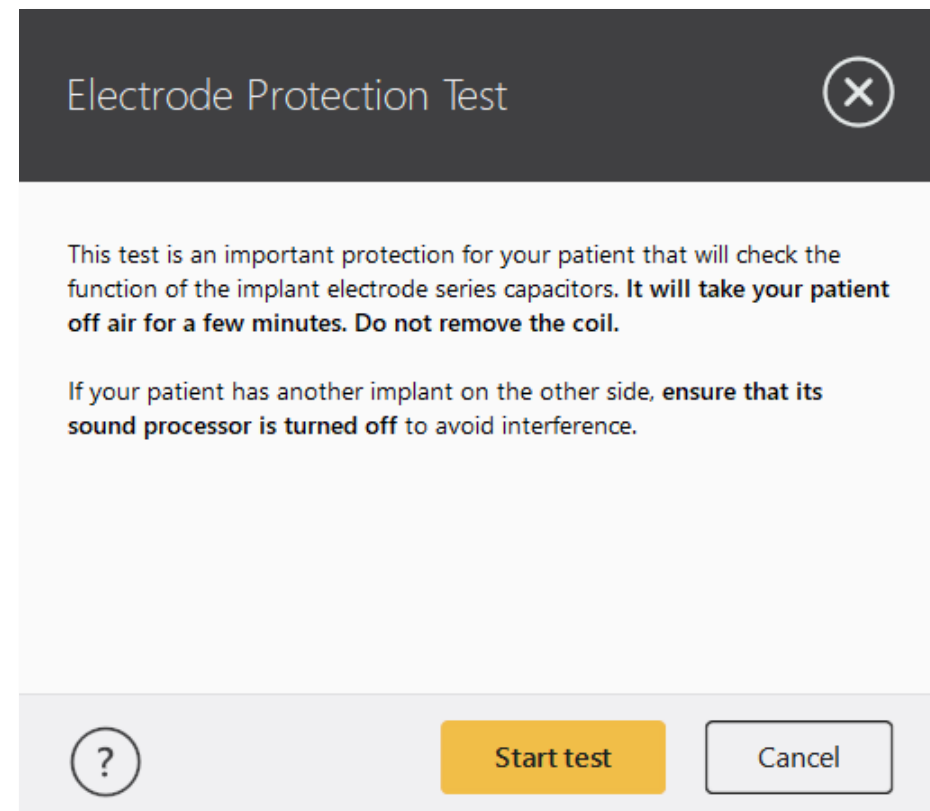 Electrode Protection Test
This test is an important protection for your patient that will check the
function of the implant electrode series capacitors. It will take your patient
off air for a few minutes. Do not remove the coil.
If your patient has another implant on the other side, ensure that its
sound processor is turned off to avoid interference.
?
Start test
Cancel